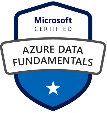 Microsoft
CERTIFIED
AZURE DATA
FUNDAMENTALS